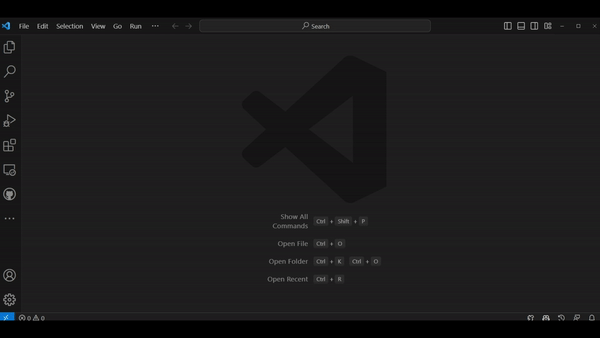 File Edit Selection View Go Run ···
Search
Show All
Commands Ctrl + Shift + P
Open File Ctrl + O
Open Folder Ctrl + K Ctrl + O
Open Recent Ctrl + R
0 0